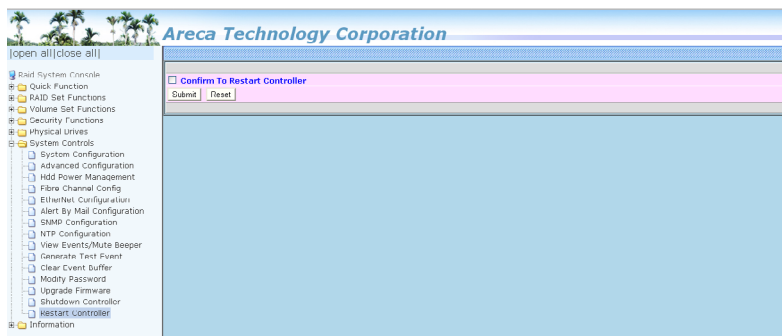 Areca Technology Corporation
|open all|close all|
Raid System Console
Quick Function
RAID Set Functions
Volume Set Functions
Security Functions
Physical Drives
System Controls
System Configuration
Advanced Configuration
Hdd Power Management
Fibre Channel Config
EtherNet Configuration
Alert By Mail Configuration
SNMP Configuration
NTP Configuration
View Events/Mute Beeper
Generate Test Event
Clear Event Buffer
Modify Password
Upgrade Firmware
Shutdown Controller
Restart Controller
Information
Confirm To Restart Controller
Submit Reset